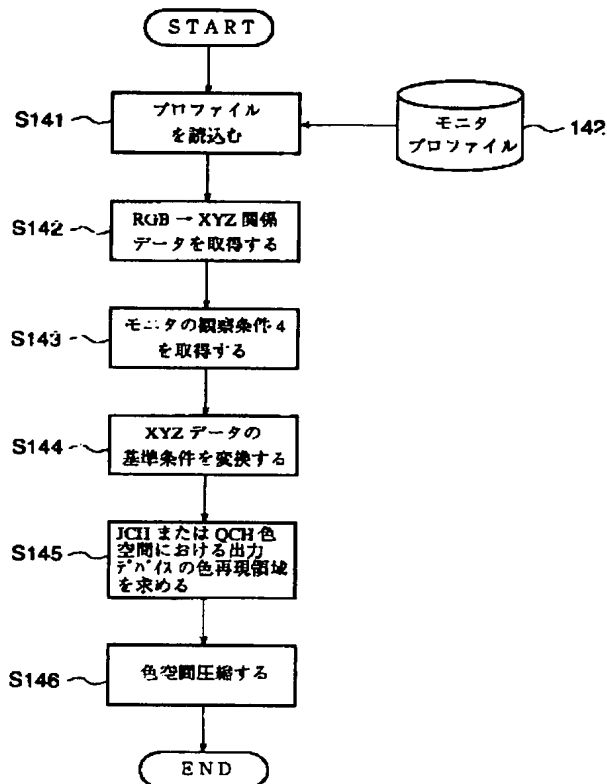 START
S141
プロファイル
を読込む
モニタ
プロファイル
142
S142
RGB → XYZ 関係
データを取得する
S143
モニタの観察条件4
を取得する
S144
XYZ データの
基準条件を変換する
S145
JCH または QCH 色
空間における出力
デバイスの色再現領域
を求める
S146
色空間圧縮する
END